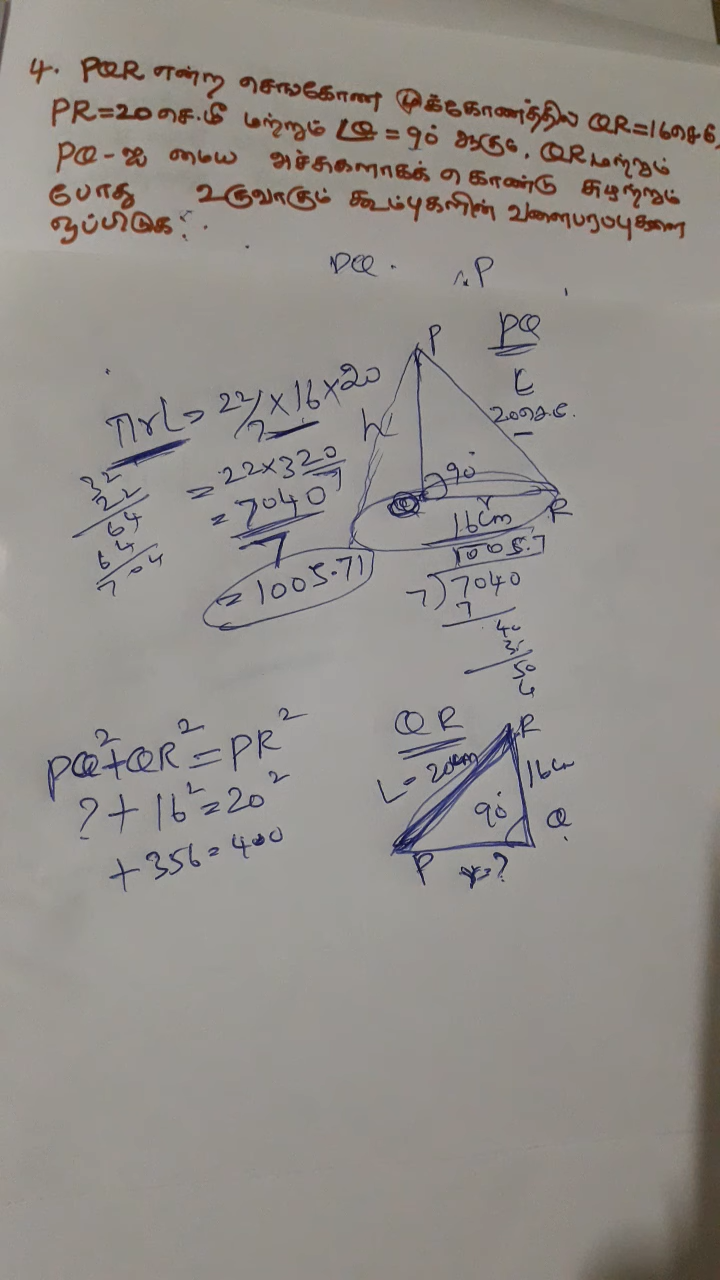 4. PQR என்ற செங்கோண முக்கோணத்தில் QR=16செ.மீ,
PR=20 செ.மீ மற்றும் ∠Q = 90° ஆகும். QR மற்றும்
PQ-ஐ மைய அச்சுகளாகக் கொண்டு சுழற்றும்
போது உருவாகும் கூம்புகளின் வளைபரப்புகளை
ஒப்பிடுக.
PQ. P
P
PQ
L
20செ.மீ.
h
90°
Q
r
16cm
R
πrl = 22/7 × 16 × 20
= 22×320/7
= 7040
7
= 1005.71
32
22
64
64
704
1005.7
7)7040
7
40
35
50
PQ²+QR²=PR²
? + 16² = 20²
+ 356 = 400
QR
R
L = 20cm
16cm
90°
Q
P r=?